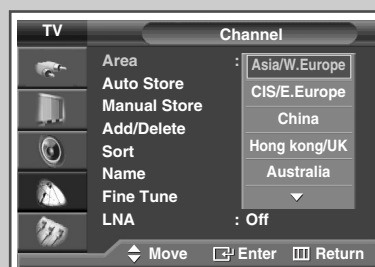 TV Channel
Area : Asia/W.Europe
Auto Store CIS/E.Europe
Manual Store China
Add/Delete Hong kong/UK
Sort Australia
Name
Fine Tune
LNA : Off
Move Enter Return